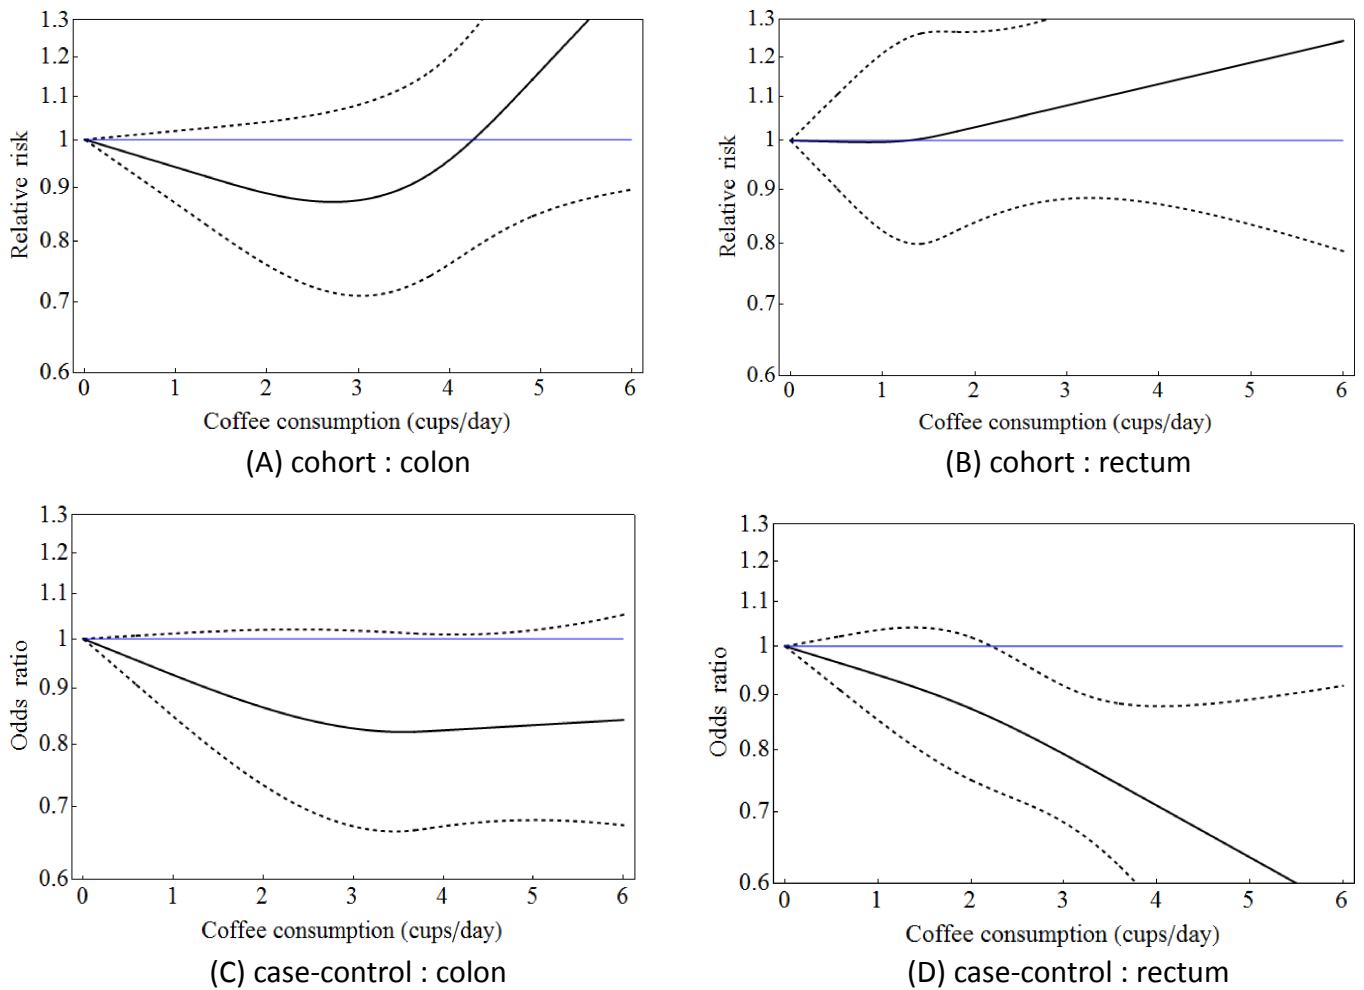 1.3
1.2
1.1
1
0.9
0.8
0.7
0.6
Relative risk
0 1 2 3 4 5 6
Coffee consumption (cups/day)
(A) cohort : colon
1.3
1.2
1.1
1
0.9
0.8
0.7
0.6
Relative risk
0 1 2 3 4 5 6
Coffee consumption (cups/day)
(B) cohort : rectum
1.3
1.2
1.1
1
0.9
0.8
0.7
0.6
Odds ratio
0 1 2 3 4 5 6
Coffee consumption (cups/day)
(C) case-control : colon
1.3
1.2
1.1
1
0.9
0.8
0.7
0.6
Odds ratio
0 1 2 3 4 5 6
Coffee consumption (cups/day)
(D) case-control : rectum